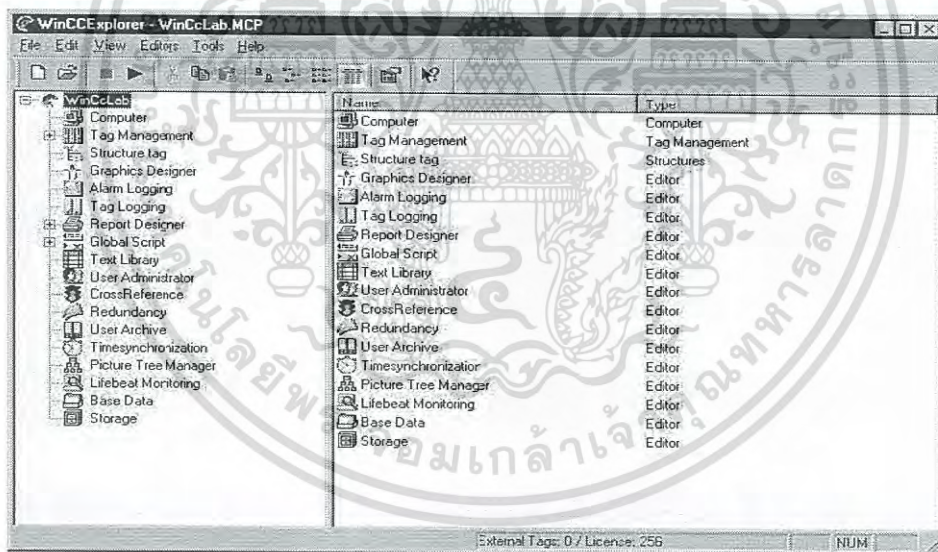 WinCCExplorer - WinCcLab.MCP
File Edit View Editors Tools Help
WinCcLab
Computer
Tag Management
Structure tag
Graphics Designer
Alarm Logging
Tag Logging
Report Designer
Global Script
Text Library
User Administrator
CrossReference
Redundancy
User Archive
Timesynchronization
Picture Tree Manager
Lifebeat Monitoring
Base Data
Storage
Name Type
Computer Computer
Tag Management Tag Management
Structure tag Structures
Graphics Designer Editor
Alarm Logging Editor
Tag Logging Editor
Report Designer Editor
Global Script Editor
Text Library Editor
User Administrator Editor
CrossReference Editor
Redundancy Editor
User Archive Editor
Timesynchronization Editor
Picture Tree Manager Editor
Lifebeat Monitoring Editor
Base Data Editor
Storage Editor
External Tags: 0 / License: 256 NUM